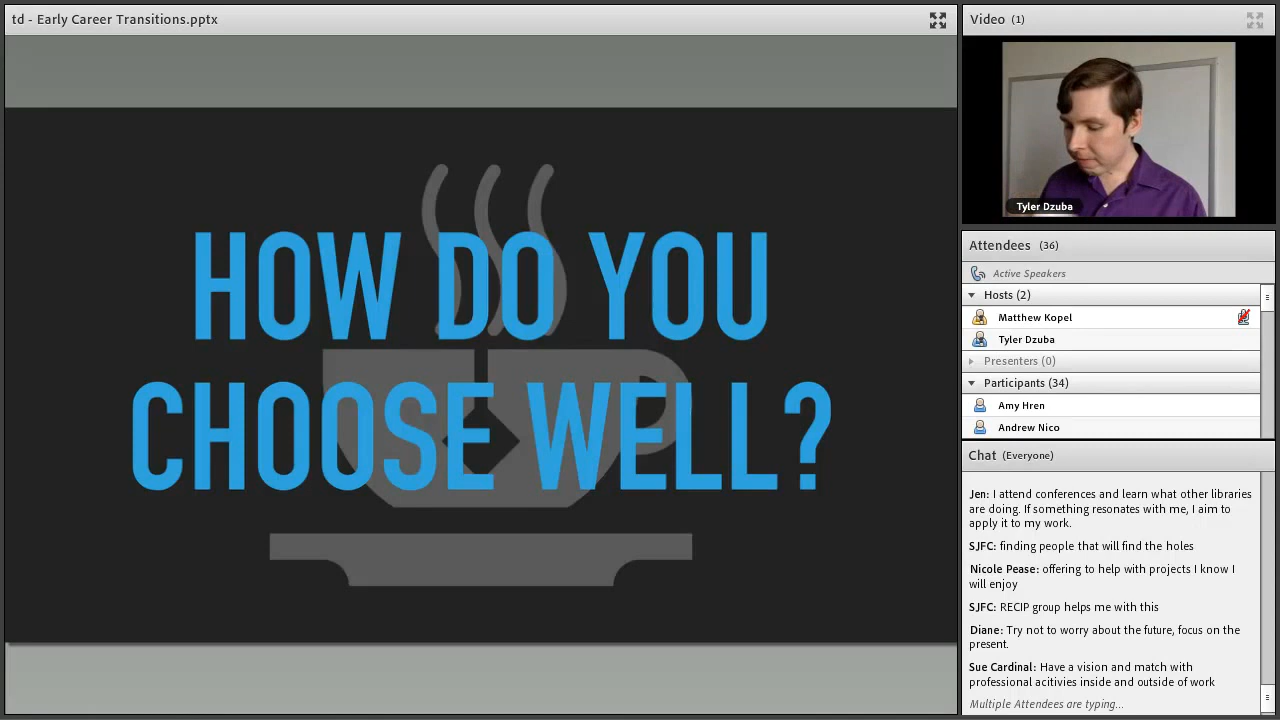 td - Early Career Transitions.pptx
HOW DO YOU
CHOOSE WELL?
Video (1)
Tyler Dzuba
Attendees (36)
Active Speakers
Hosts (2)
Matthew Kopel
Tyler Dzuba
Presenters (0)
Participants (34)
Amy Hren
Andrew Nico
Chat (Everyone)
Jen: I attend conferences and learn what other libraries
are doing. If something resonates with me, I aim to
apply it to my work.
SJFC: finding people that will find the holes
Nicole Pease: offering to help with projects I know I
will enjoy
SJFC: RECIP group helps me with this
Diane: Try not to worry about the future, focus on the
present.
Sue Cardinal: Have a vision and match with
professional acitivies inside and outside of work
Multiple Attendees are typing...